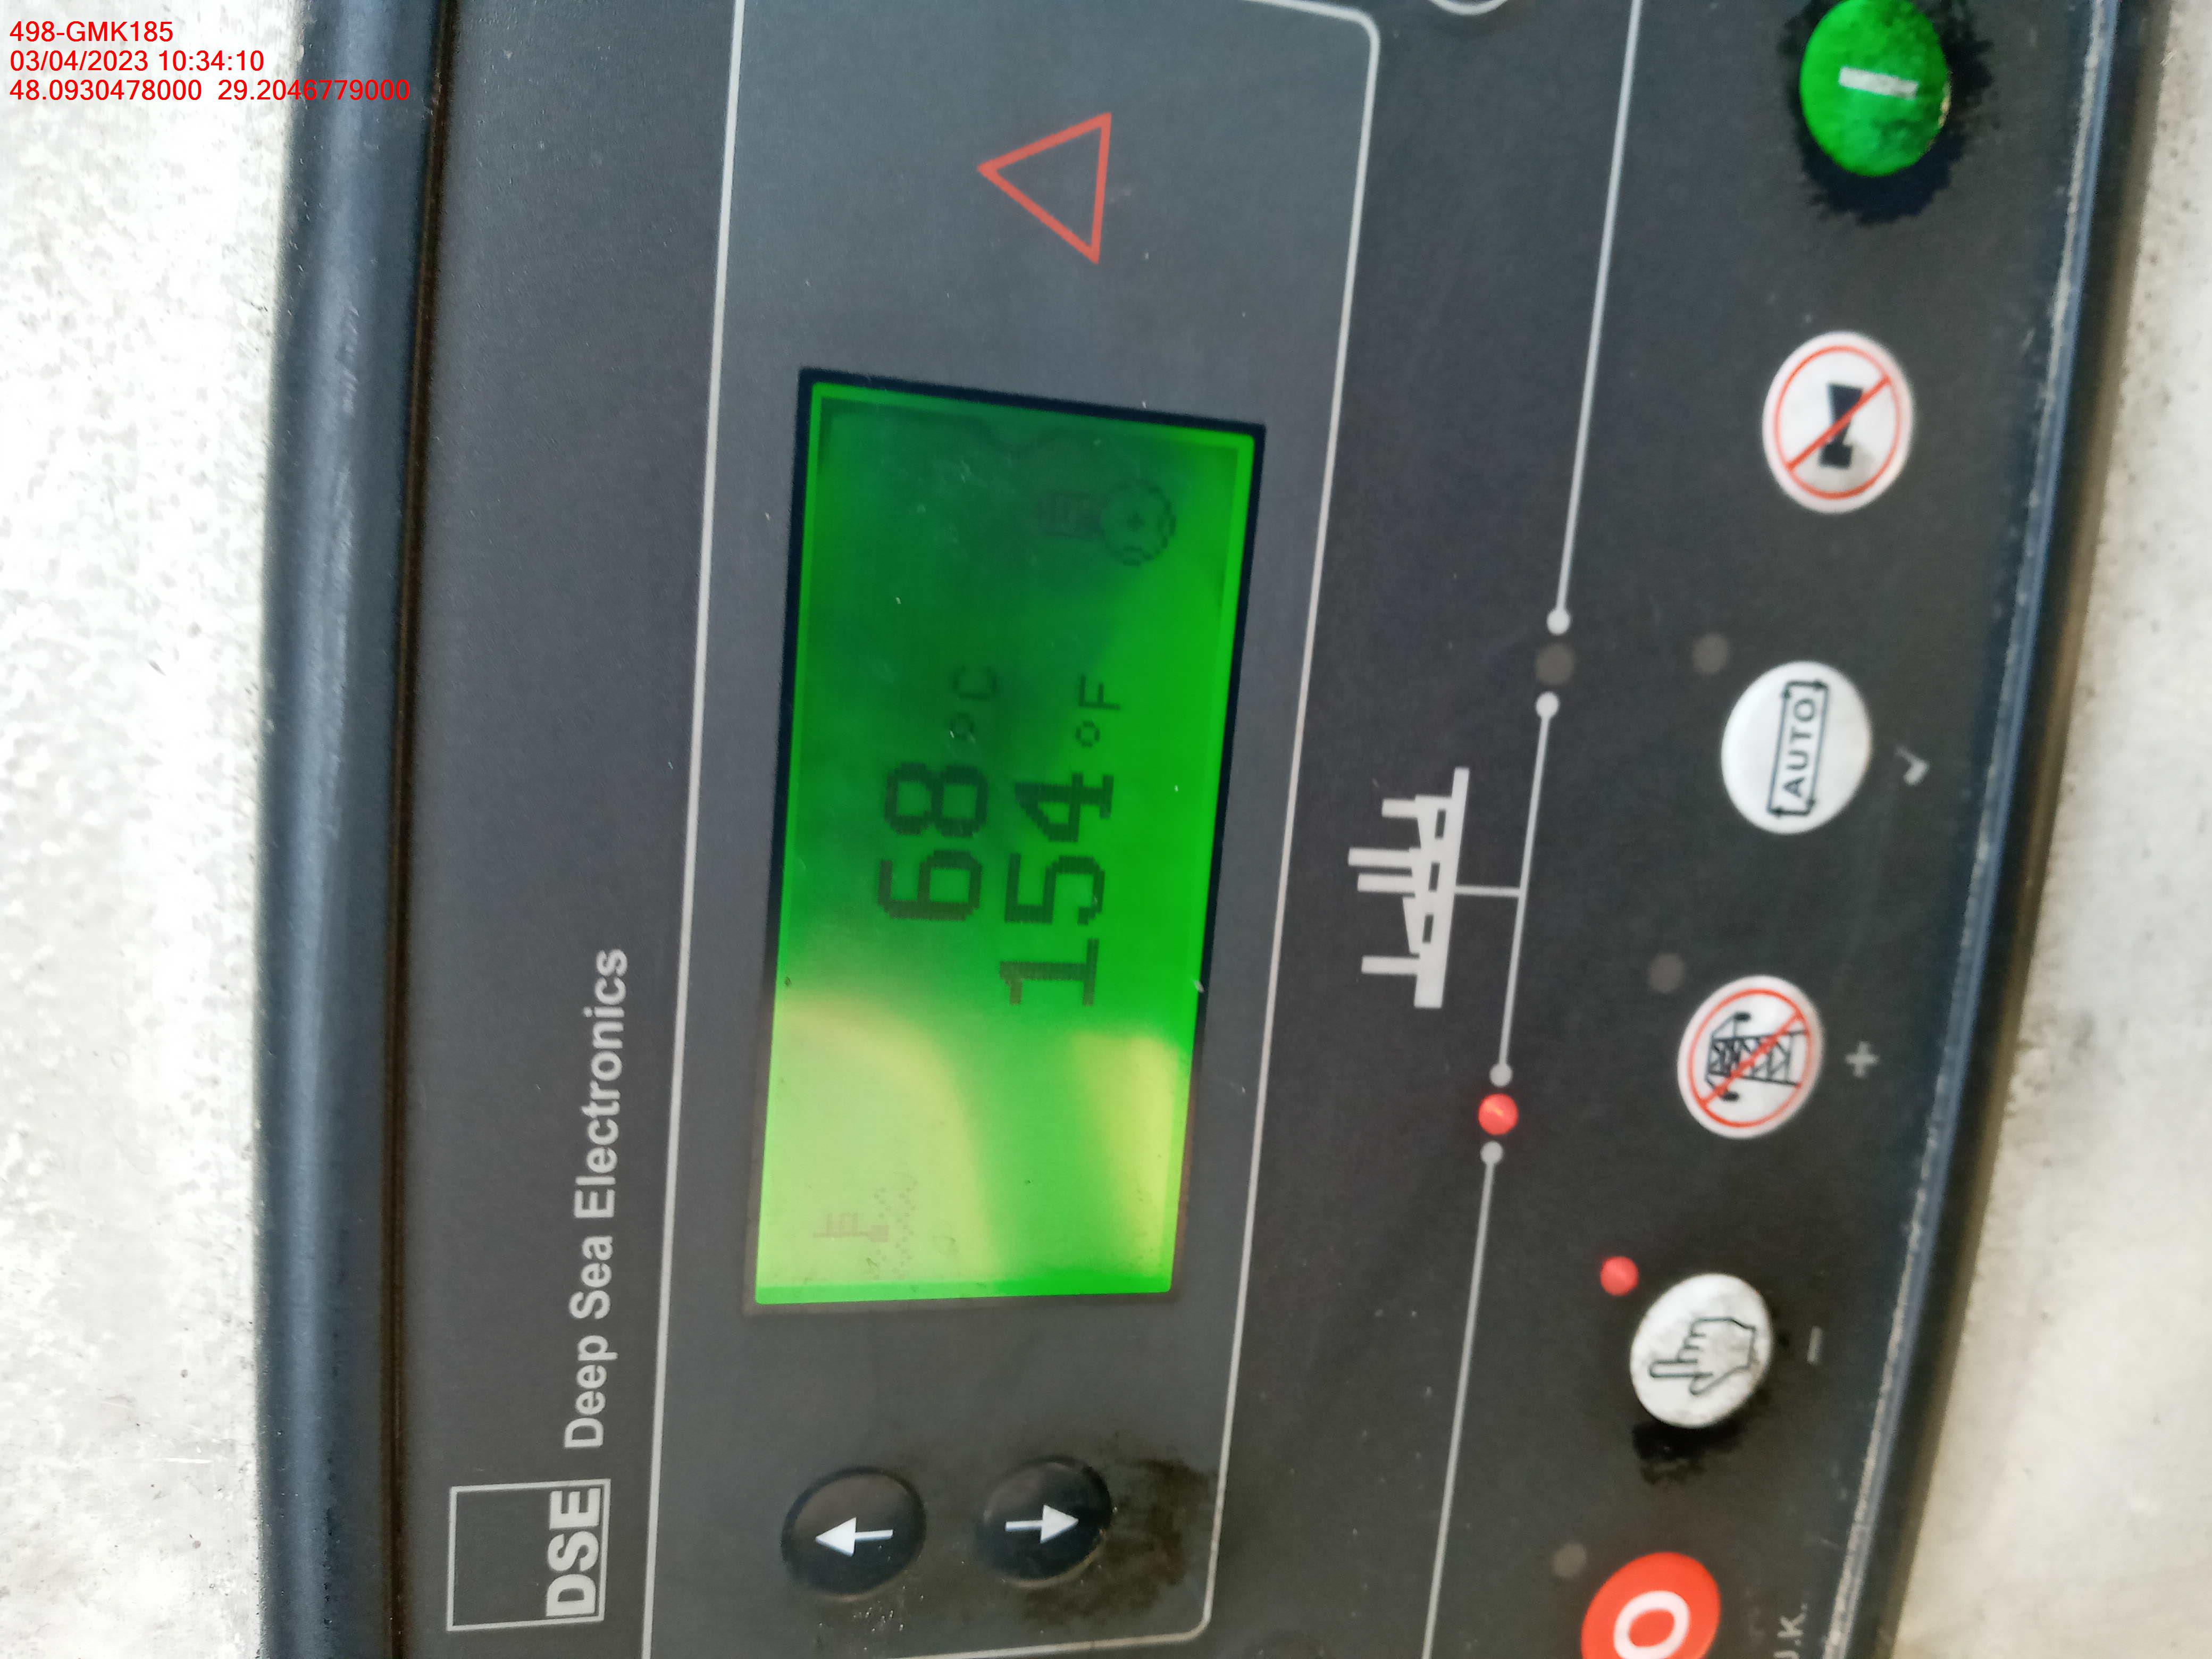 498-GMK185
03/04/2023 10:34:10
48.0930478000 29.2046779000
DSE Deep Sea Electronics
68 °C
154 °F
AUTO